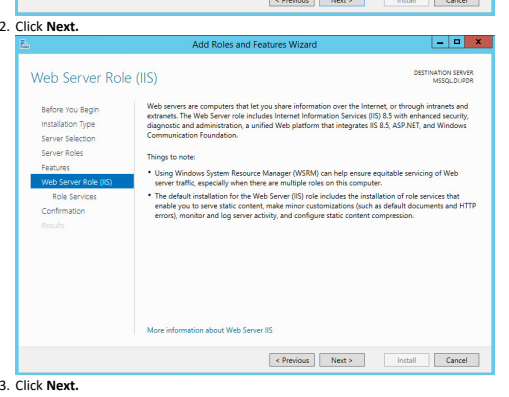 < Previous Next > Install Cancel
2. Click Next.
Add Roles and Features Wizard
Web Server Role (IIS)
DESTINATION SERVER
MSSQL.DI.IPDR
Before You Begin
Installation Type
Server Selection
Server Roles
Features
Web Server Role (IIS)
Role Services
Confirmation
Results
Web servers are computers that let you share information over the Internet, or through intranets and
extranets. The Web Server role includes Internet Information Services (IIS) 8.5 with enhanced security,
diagnostic and administration, a unified Web platform that integrates IIS 8.5, ASP.NET, and Windows
Communication Foundation.
Things to note:
• Using Windows System Resource Manager (WSRM) can help ensure equitable servicing of Web
server traffic, especially when there are multiple roles on this computer.
• The default installation for the Web Server (IIS) role includes the installation of role services that
enable you to serve static content, make minor customizations (such as default documents and HTTP
errors), monitor and log server activity, and configure static content compression.
More information about Web Server IIS
< Previous Next > Install Cancel
3. Click Next.